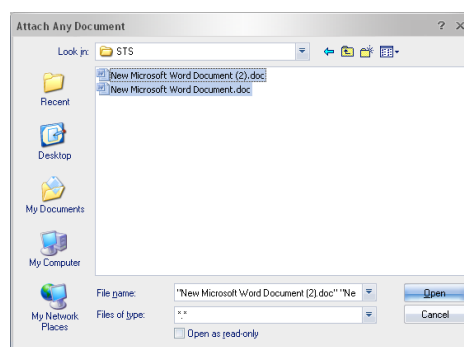 Attach Any Document
Look in: STS
New Microsoft Word Document (2).doc
New Microsoft Word Document.doc
Recent
Desktop
My Documents
My Computer
My Network
Places
File name: "New Microsoft Word Document (2).doc" "Ne
Open
Files of type: *.*
Cancel
Open as read-only